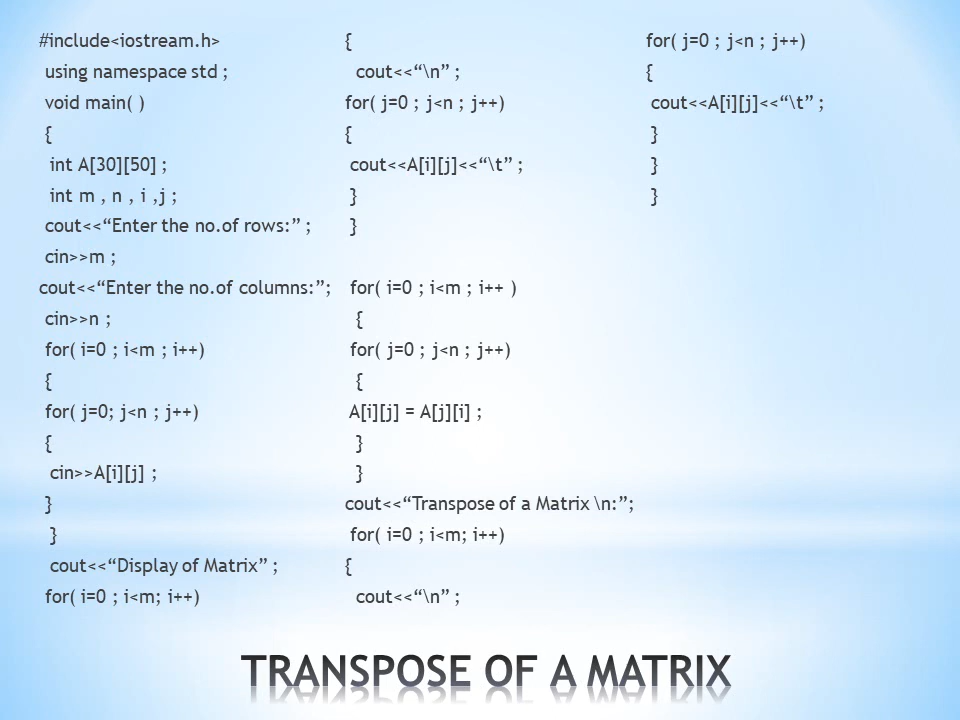 #include<iostream.h>
using namespace std ;
void main( )
{
int A[30][50] ;
int m , n , i ,j ;
cout<<“Enter the no.of rows:” ;
cin>>m ;
cout<<“Enter the no.of columns:”;
cin>>n ;
for( i=0 ; i<m ; i++)
{
for( j=0; j<n ; j++)
{
cin>>A[i][j] ;
}
}
cout<<“Display of Matrix” ;
for( i=0 ; i<m; i++)
{
cout<<“\n” ;
for( j=0 ; j<n ; j++)
{
cout<<A[i][j]<<“\t” ;
}
}
for( i=0 ; i<m ; i++ )
{
for( j=0 ; j<n ; j++)
{
A[i][j] = A[j][i] ;
}
}
cout<<“Transpose of a Matrix \n:”;
for( i=0 ; i<m; i++)
{
cout<<“\n” ;
for( j=0 ; j<n ; j++)
{
cout<<A[i][j]<<“\t” ;
}
}
}
TRANSPOSE OF A MATRIX